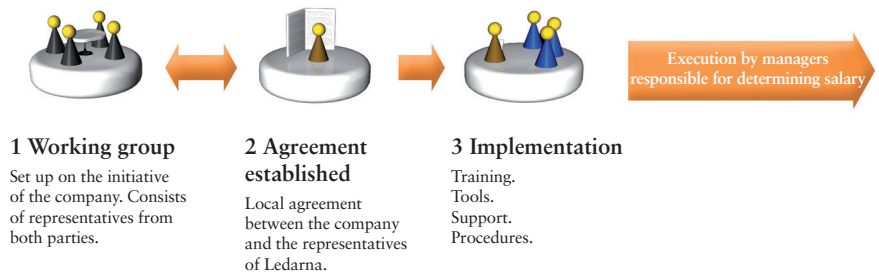 Execution by managers
responsible for determining salary
1 Working group
Set up on the initiative
of the company. Consists
of representatives from
both parties.
2 Agreement
established
Local agreement
between the company
and the representatives
of Ledarna.
3 Implementation
Training.
Tools.
Support.
Procedures.